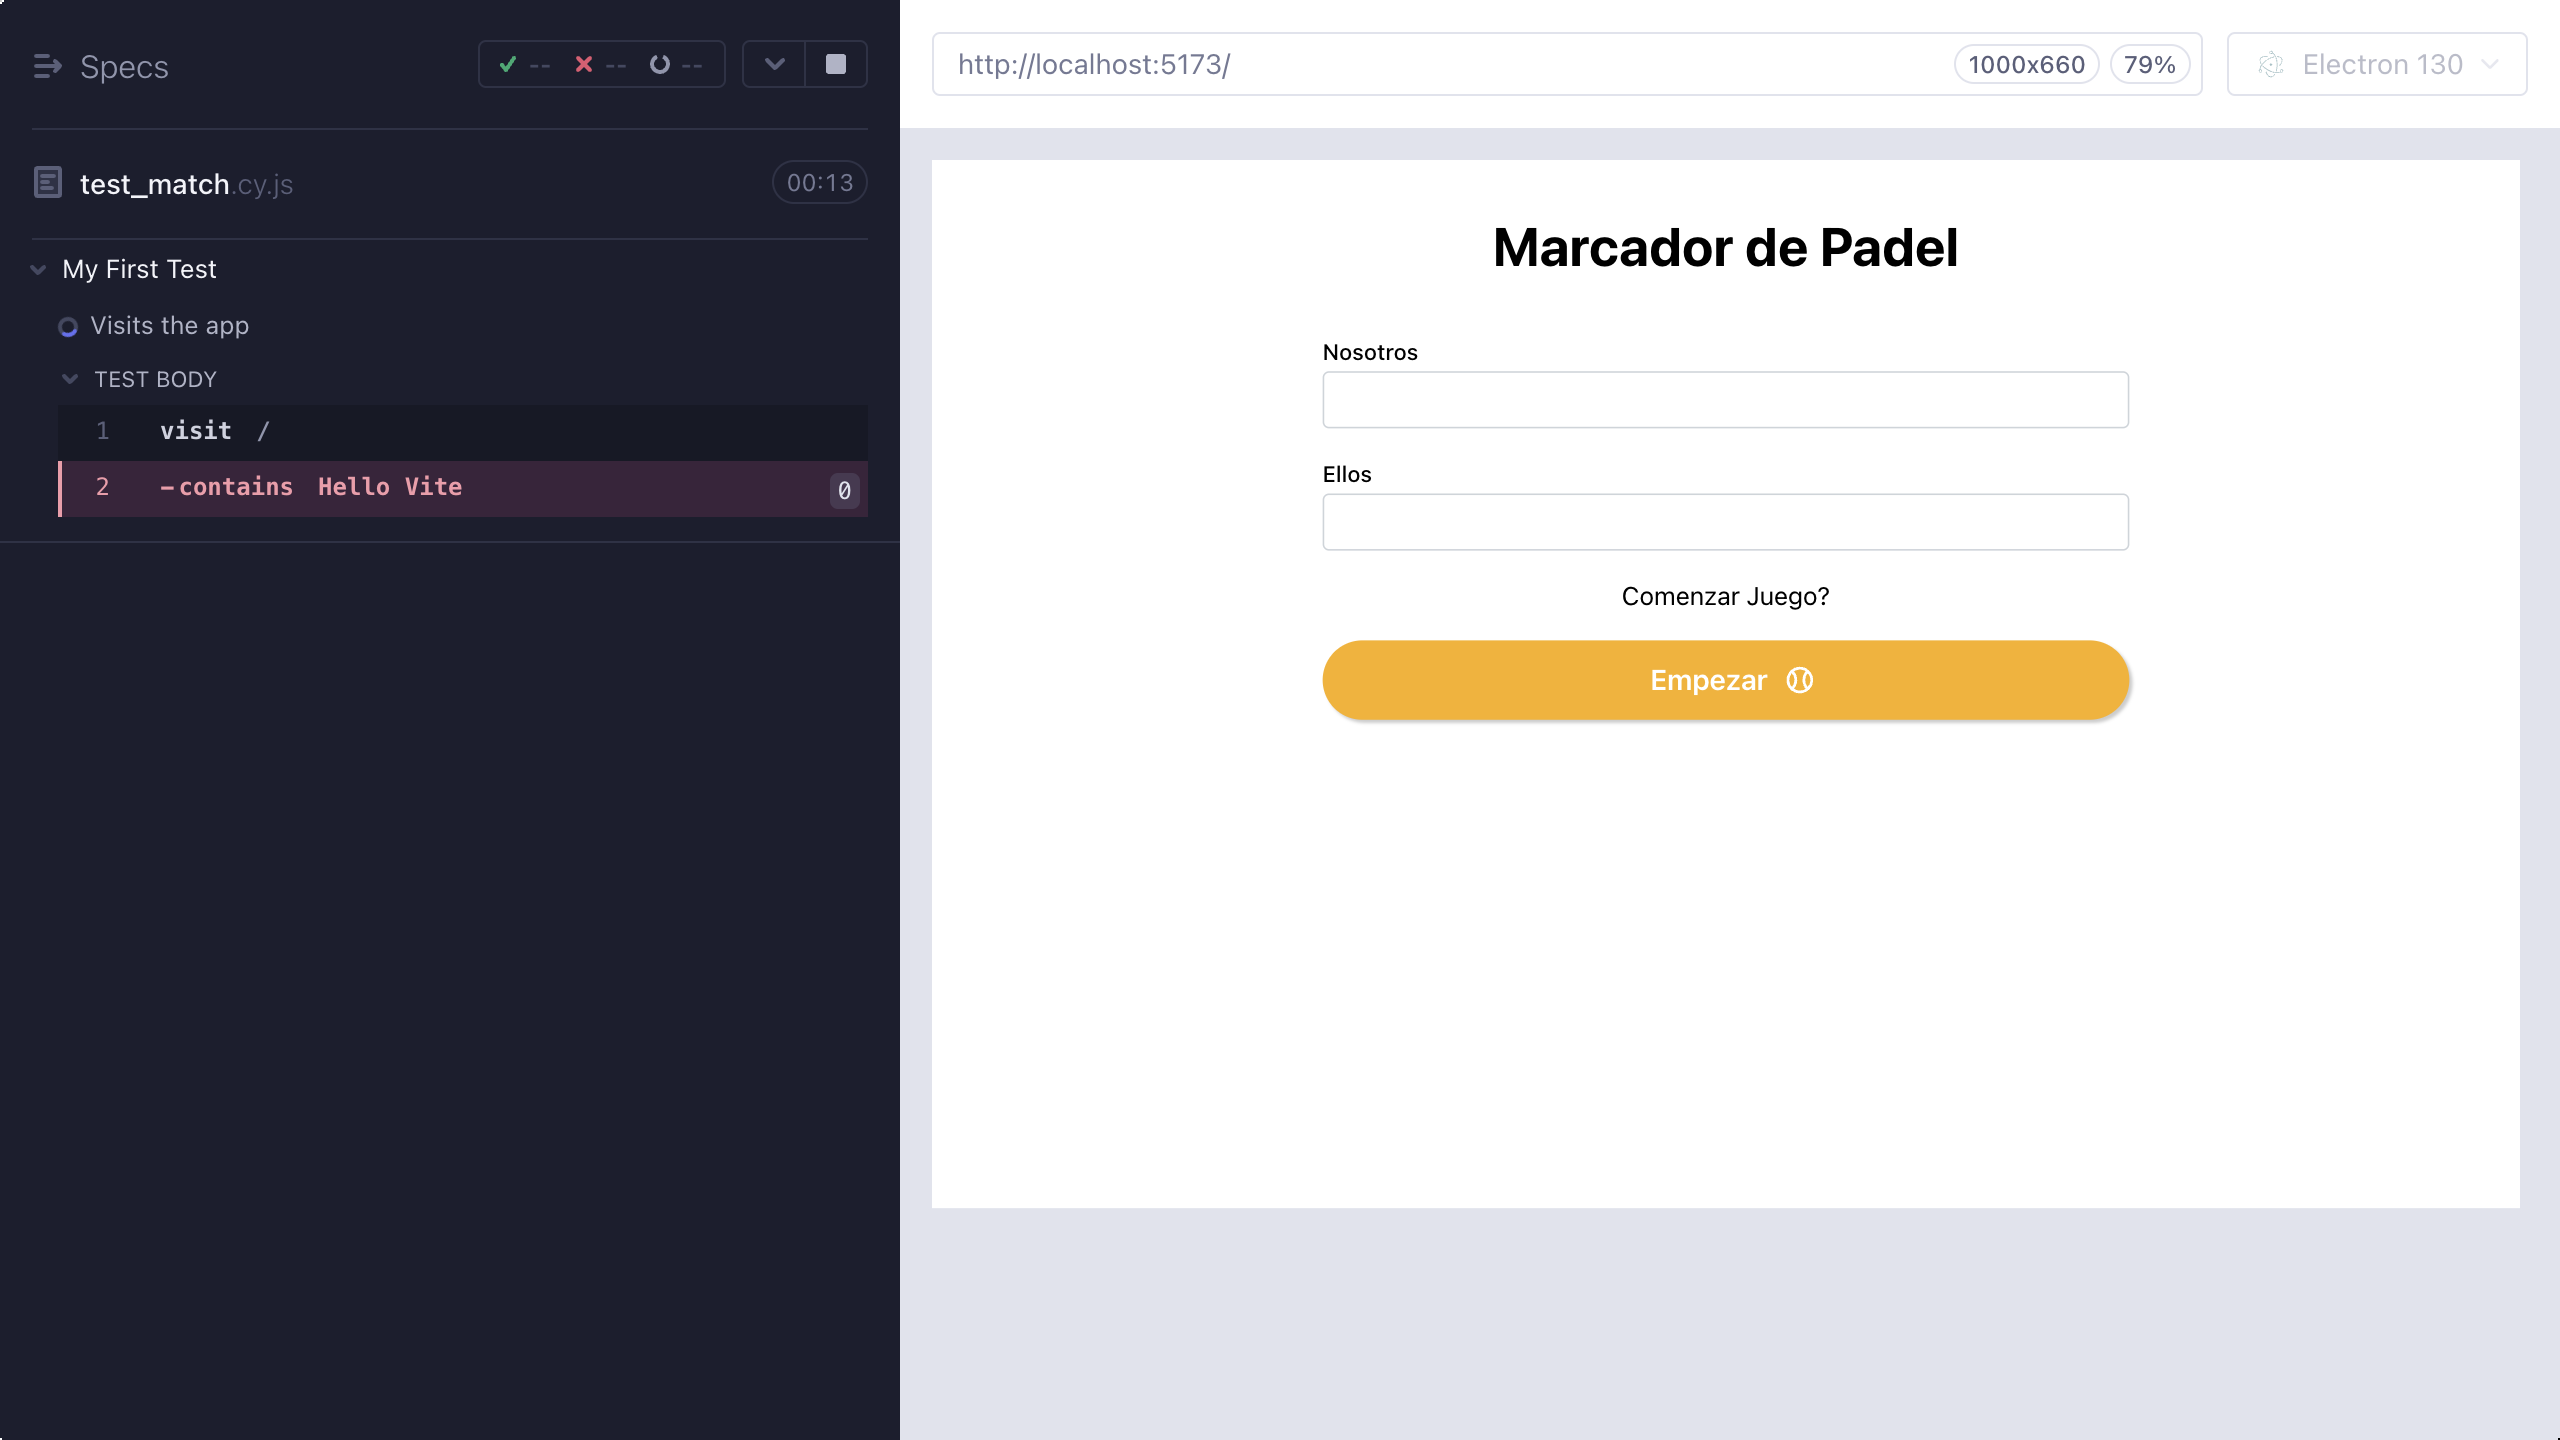 Specs
-- -- --
test_match.cy.js 00:13
My First Test
Visits the app
TEST BODY
1 visit /
2 -contains Hello Vite 0
http://localhost:5173/ 1000x660 79% Electron 130
Marcador de Padel
Nosotros
Ellos
Comenzar Juego?
Empezar